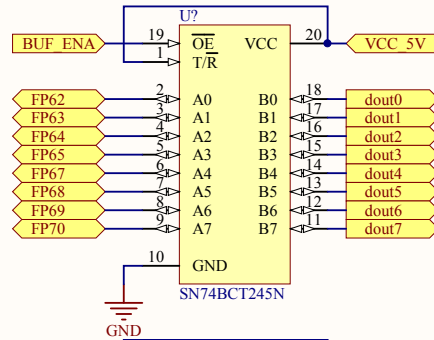 U?
BUF_ENA 19 OE VCC 20 VCC_5V
1 T/R
FP62 2 A0 B0 18 dout0
FP63 3 A1 B1 17 dout1
FP64 4 A2 B2 16 dout2
FP65 5 A3 B3 15 dout3
FP67 6 A4 B4 14 dout4
FP68 7 A5 B5 13 dout5
FP69 8 A6 B6 12 dout6
FP70 9 A7 B7 11 dout7
10 GND
SN74BCT245N
GND